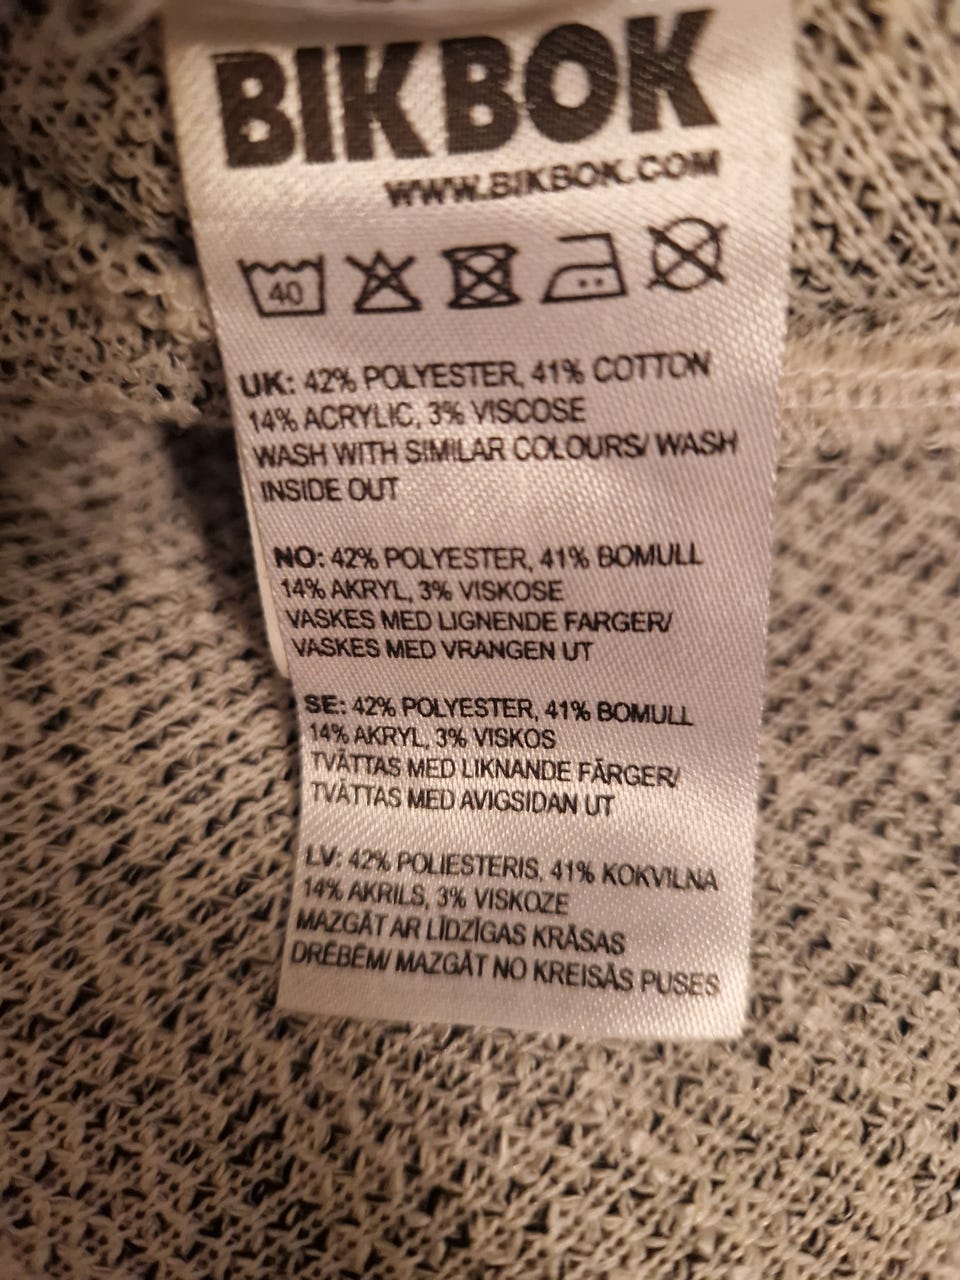 BIKBOK
WWW.BIKBOK.COM
40
UK: 42% POLYESTER, 41% COTTON
14% ACRYLIC, 3% VISCOSE
WASH WITH SIMILAR COLOURS/ WASH
INSIDE OUT
NO: 42% POLYESTER, 41% BOMULL
14% AKRYL, 3% VISKOSE
VASKES MED LIGNENDE FARGER/
VASKES MED VRANGEN UT
SE: 42% POLYESTER, 41% BOMULL
14% AKRYL, 3% VISKOS
TVÄTTAS MED LIKNANDE FÄRGER/
TVÄTTAS MED AVIGSIDAN UT
LV: 42% POLIESTERIS, 41% KOKVILNA
14% AKRILS, 3% VISKOZE
MAZGĀT AR LĪDZĪGAS KRĀSAS
DRĒBĒM/ MAZGĀT NO KREISĀS PUSES